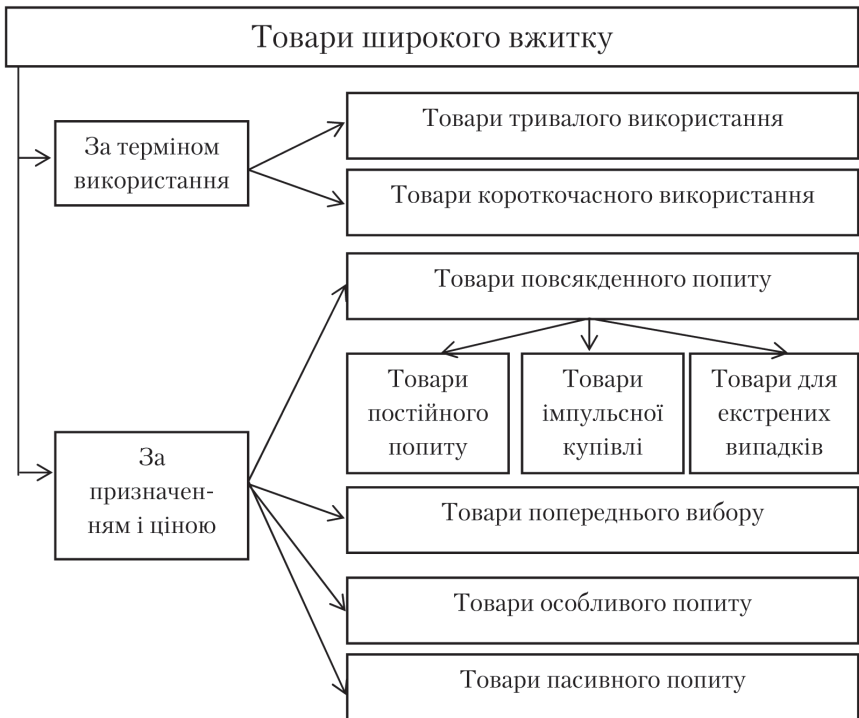 Товари широкого вжитку
За терміном
використання
Товари тривалого використання
Товари короткочасного використання
Товари повсякденного попиту
Товари
постійного
попиту
Товари
імпульсної
купівлі
Товари для
екстрених
випадків
За
призначен-
ням і ціною
Товари попереднього вибору
Товари особливого попиту
Товари пасивного попиту